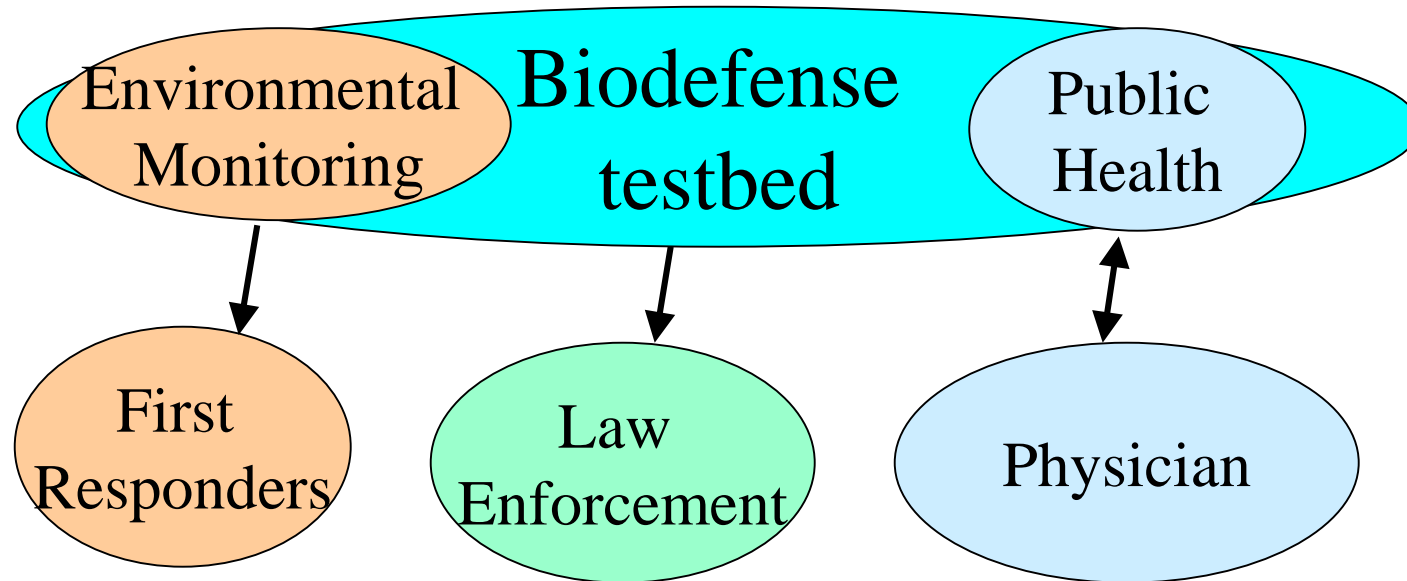 Environmental
Monitoring
Biodefense
testbed
Public
Health
First
Responders
Law
Enforcement
Physician